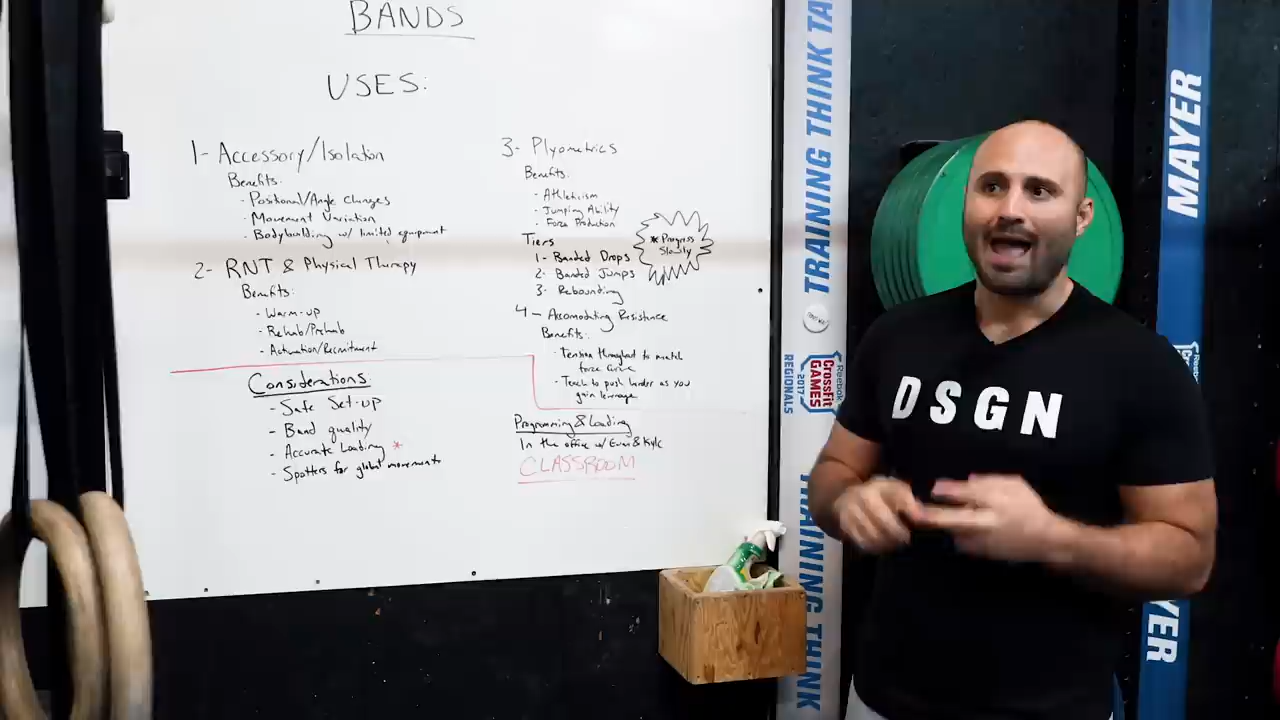 BANDS
USES:
1- Accessory/Isolation
Benefits:
- Positional/Angle changes
- Movement Variation
- Bodybuilding w/ limited equipment
2- RNT & Physical Therapy
Benefits:
- Warm-up
- Rehab/Prehab
- Activation/Recruitment
Considerations:
- Safe Set-up
- Band quality
- Accurate Loading *
- Spotters for global movements
3- Plyometrics
Benefits:
- Athleticism
- Jumping Ability
- Force Production
Tiers
1- Banded Drops
2- Banded Jumps
3- Rebounding
* Progress
Slowly
4- Accomodating Resistance
Benefits:
- Tension throughout to match
force curve
- Teach to push harder as you
gain leverage
Programming & Loading
In the office w/ Evan & Kyle
CLASSROOM
TRAINING THINK TA
Reebok
CrossFit
GAMES
2017
REGIONALS
TRAINING THINK
MAYER
YER
DSGN